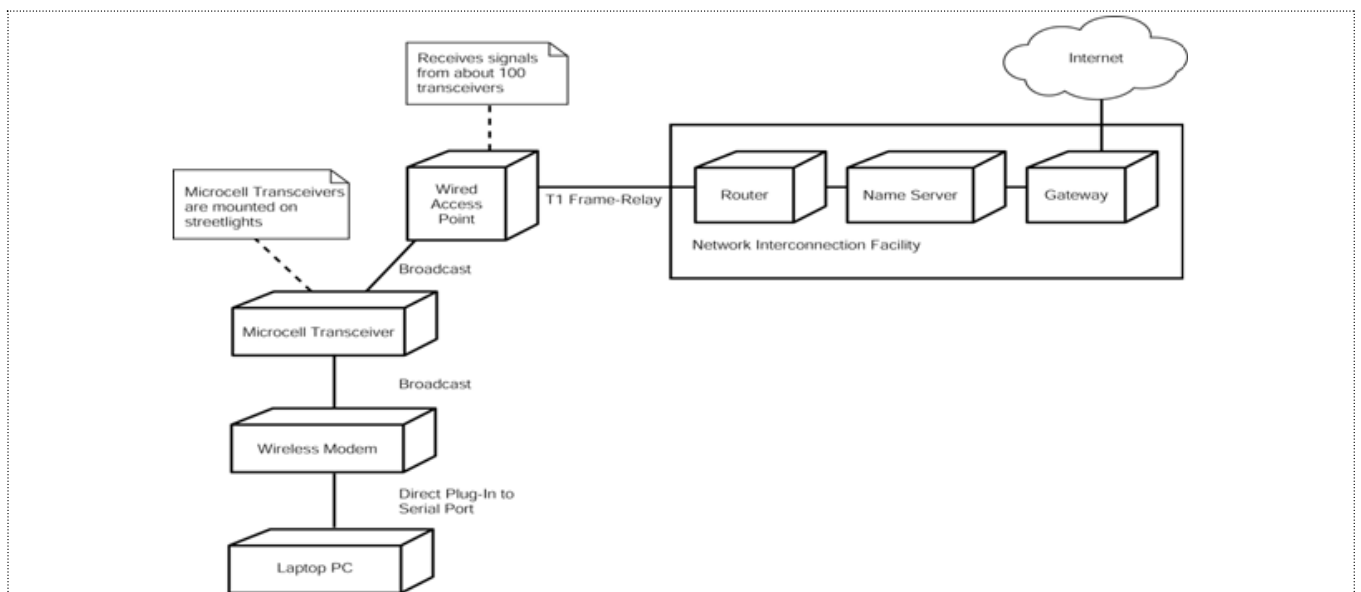 Receives signals
from about 100
transceivers
Internet
Microcell Transceivers
are mounted on
streetlights
Wired
Access
Point
T1 Frame-Relay
Router
Name Server
Gateway
Network Interconnection Facility
Broadcast
Microcell Transceiver
Broadcast
Wireless Modem
Direct Plug-In to
Serial Port
Laptop PC